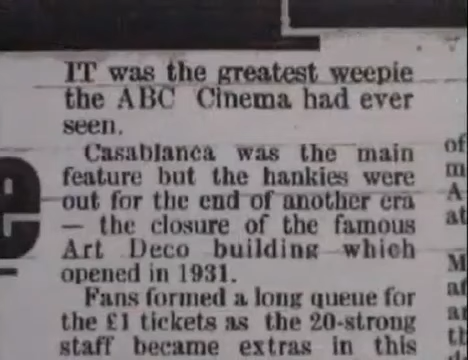 IT was the greatest weepie
the ABC Cinema had ever
seen.
Casablanca was the main
feature but the hankies were
out for the end of another era
— the closure of the famous
Art Deco building which
opened in 1931.
Fans formed a long queue for
the £1 tickets as the 20-strong
staff became extras in this